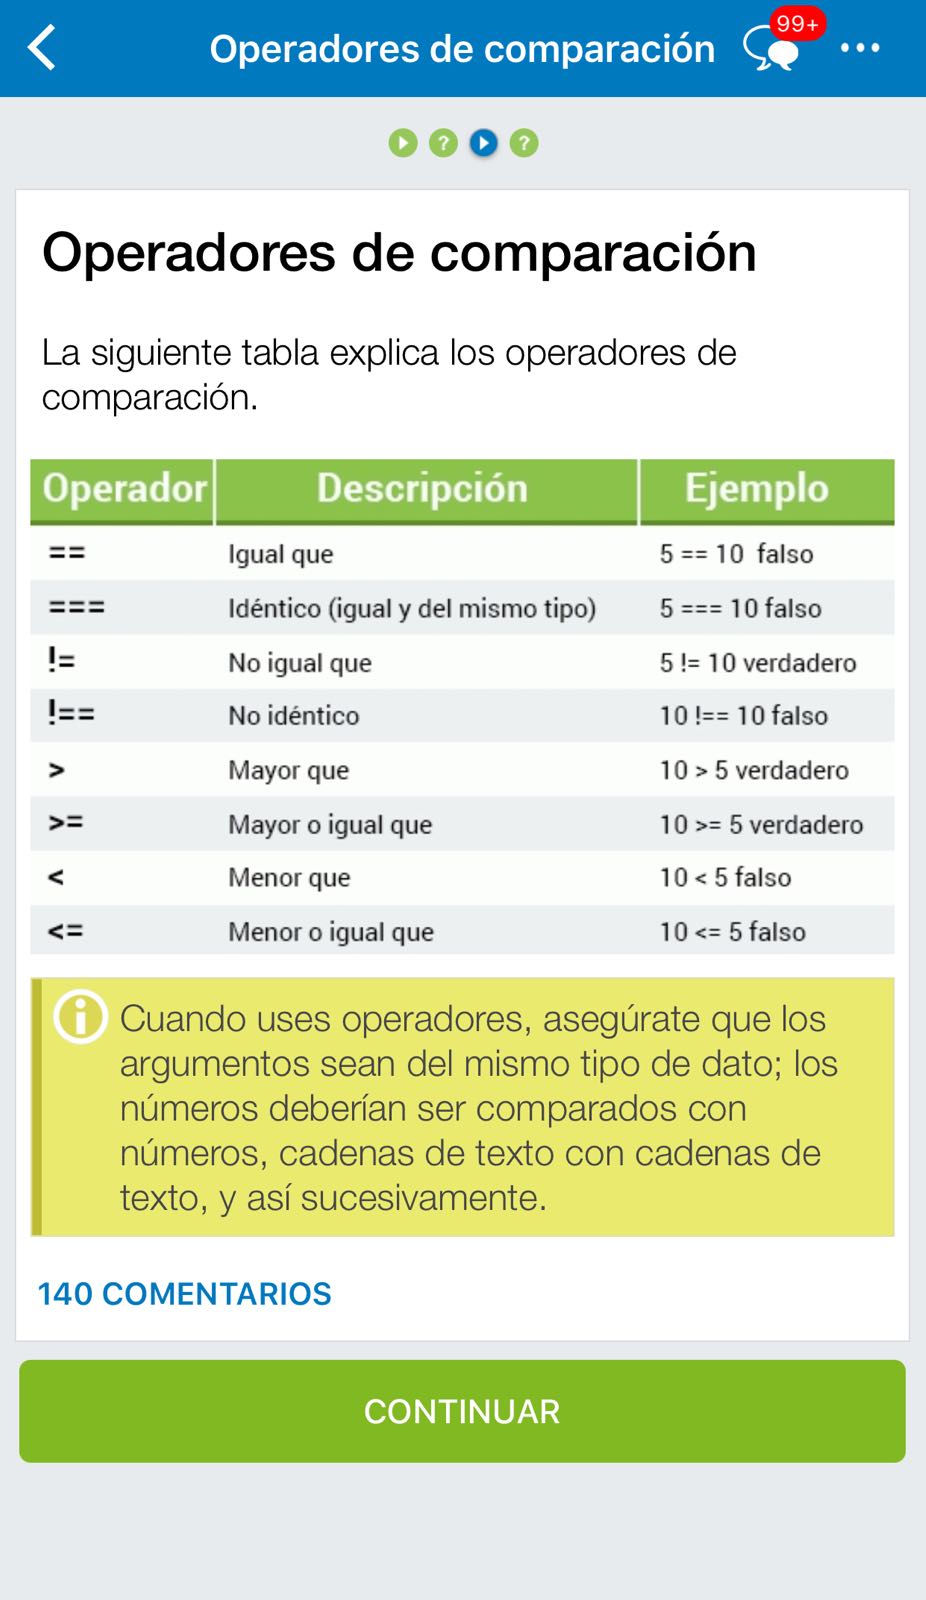 Operadores de comparación
99+
Operadores de comparación
La siguiente tabla explica los operadores de
comparación.
Operador Descripción Ejemplo
== Igual que 5 == 10 falso
=== Idéntico (igual y del mismo tipo) 5 === 10 falso
!= No igual que 5 != 10 verdadero
!== No idéntico 10 !== 10 falso
> Mayor que 10 > 5 verdadero
>= Mayor o igual que 10 >= 5 verdadero
< Menor que 10 < 5 falso
<= Menor o igual que 10 <= 5 falso
Cuando uses operadores, asegúrate que los
argumentos sean del mismo tipo de dato; los
números deberían ser comparados con
números, cadenas de texto con cadenas de
texto, y así sucesivamente.
140 COMENTARIOS
CONTINUAR